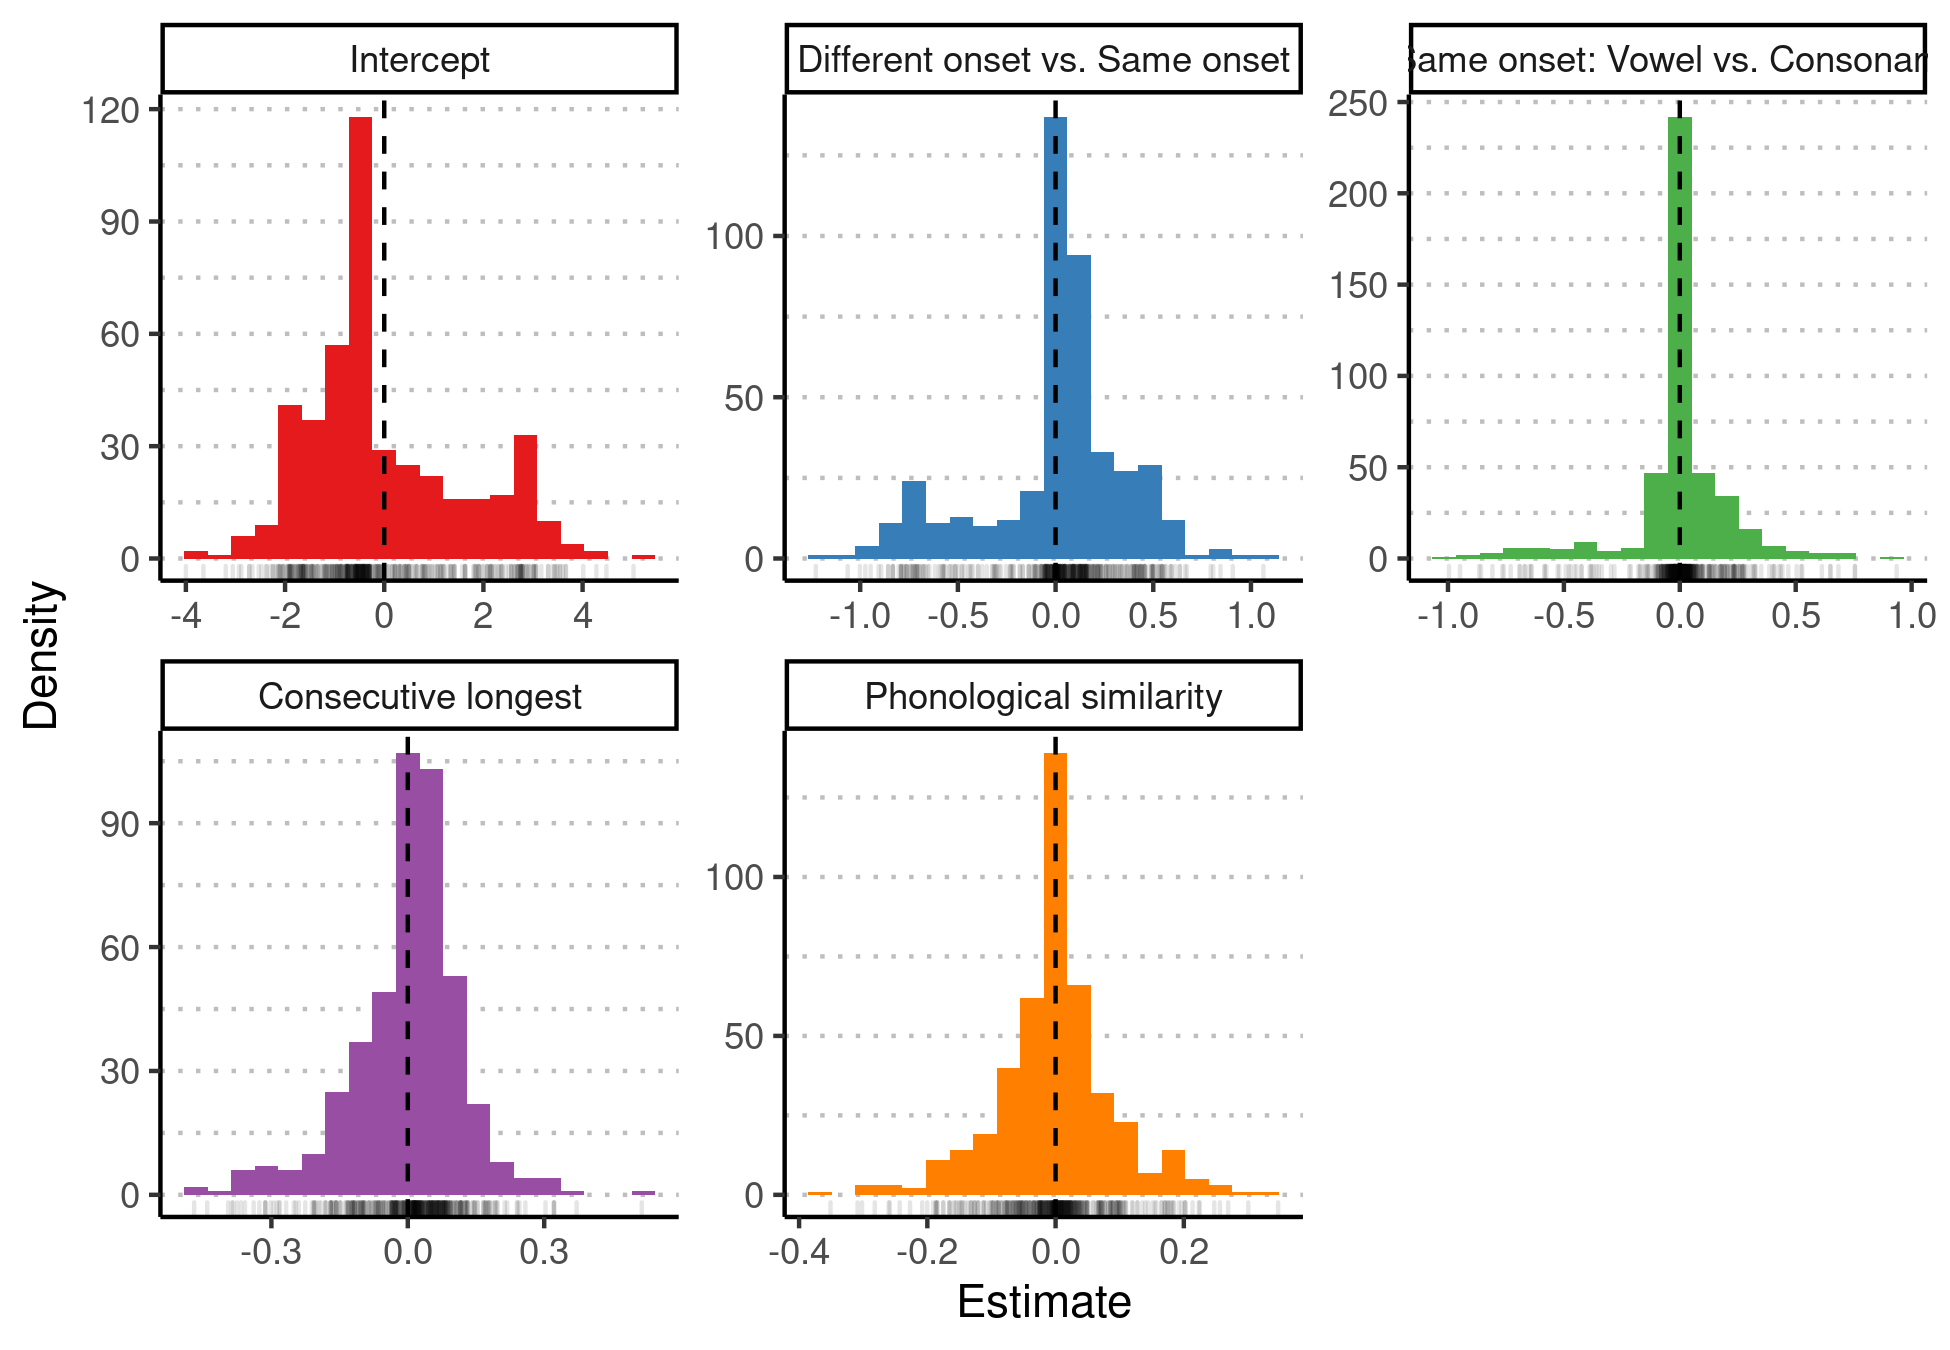 Intercept
Different onset vs. Same onset
ame onset: Vowel vs. Consonan
120
90
60
30
0
-4 -2 0 2 4
100
50
0
-1.0 -0.5 0.0 0.5 1.0
250
200
150
100
50
0
-1.0 -0.5 0.0 0.5 1.0
Density
Consecutive longest
Phonological similarity
90
60
30
0
-0.3 0.0 0.3
100
50
0
-0.4 -0.2 0.0 0.2
Estimate